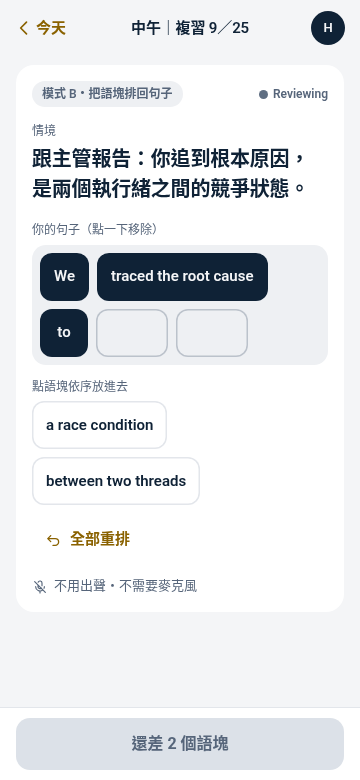 今天
中午｜複習 9／25
H
模式 B・把語塊排回句子
Reviewing
情境
跟主管報告：你追到根本原因，
是兩個執行緒之間的競爭狀態。
你的句子（點一下移除）
We
traced the root cause
to
點語塊依序放進去
a race condition
between two threads
全部重排
不用出聲・不需要麥克風
還差 2 個語塊